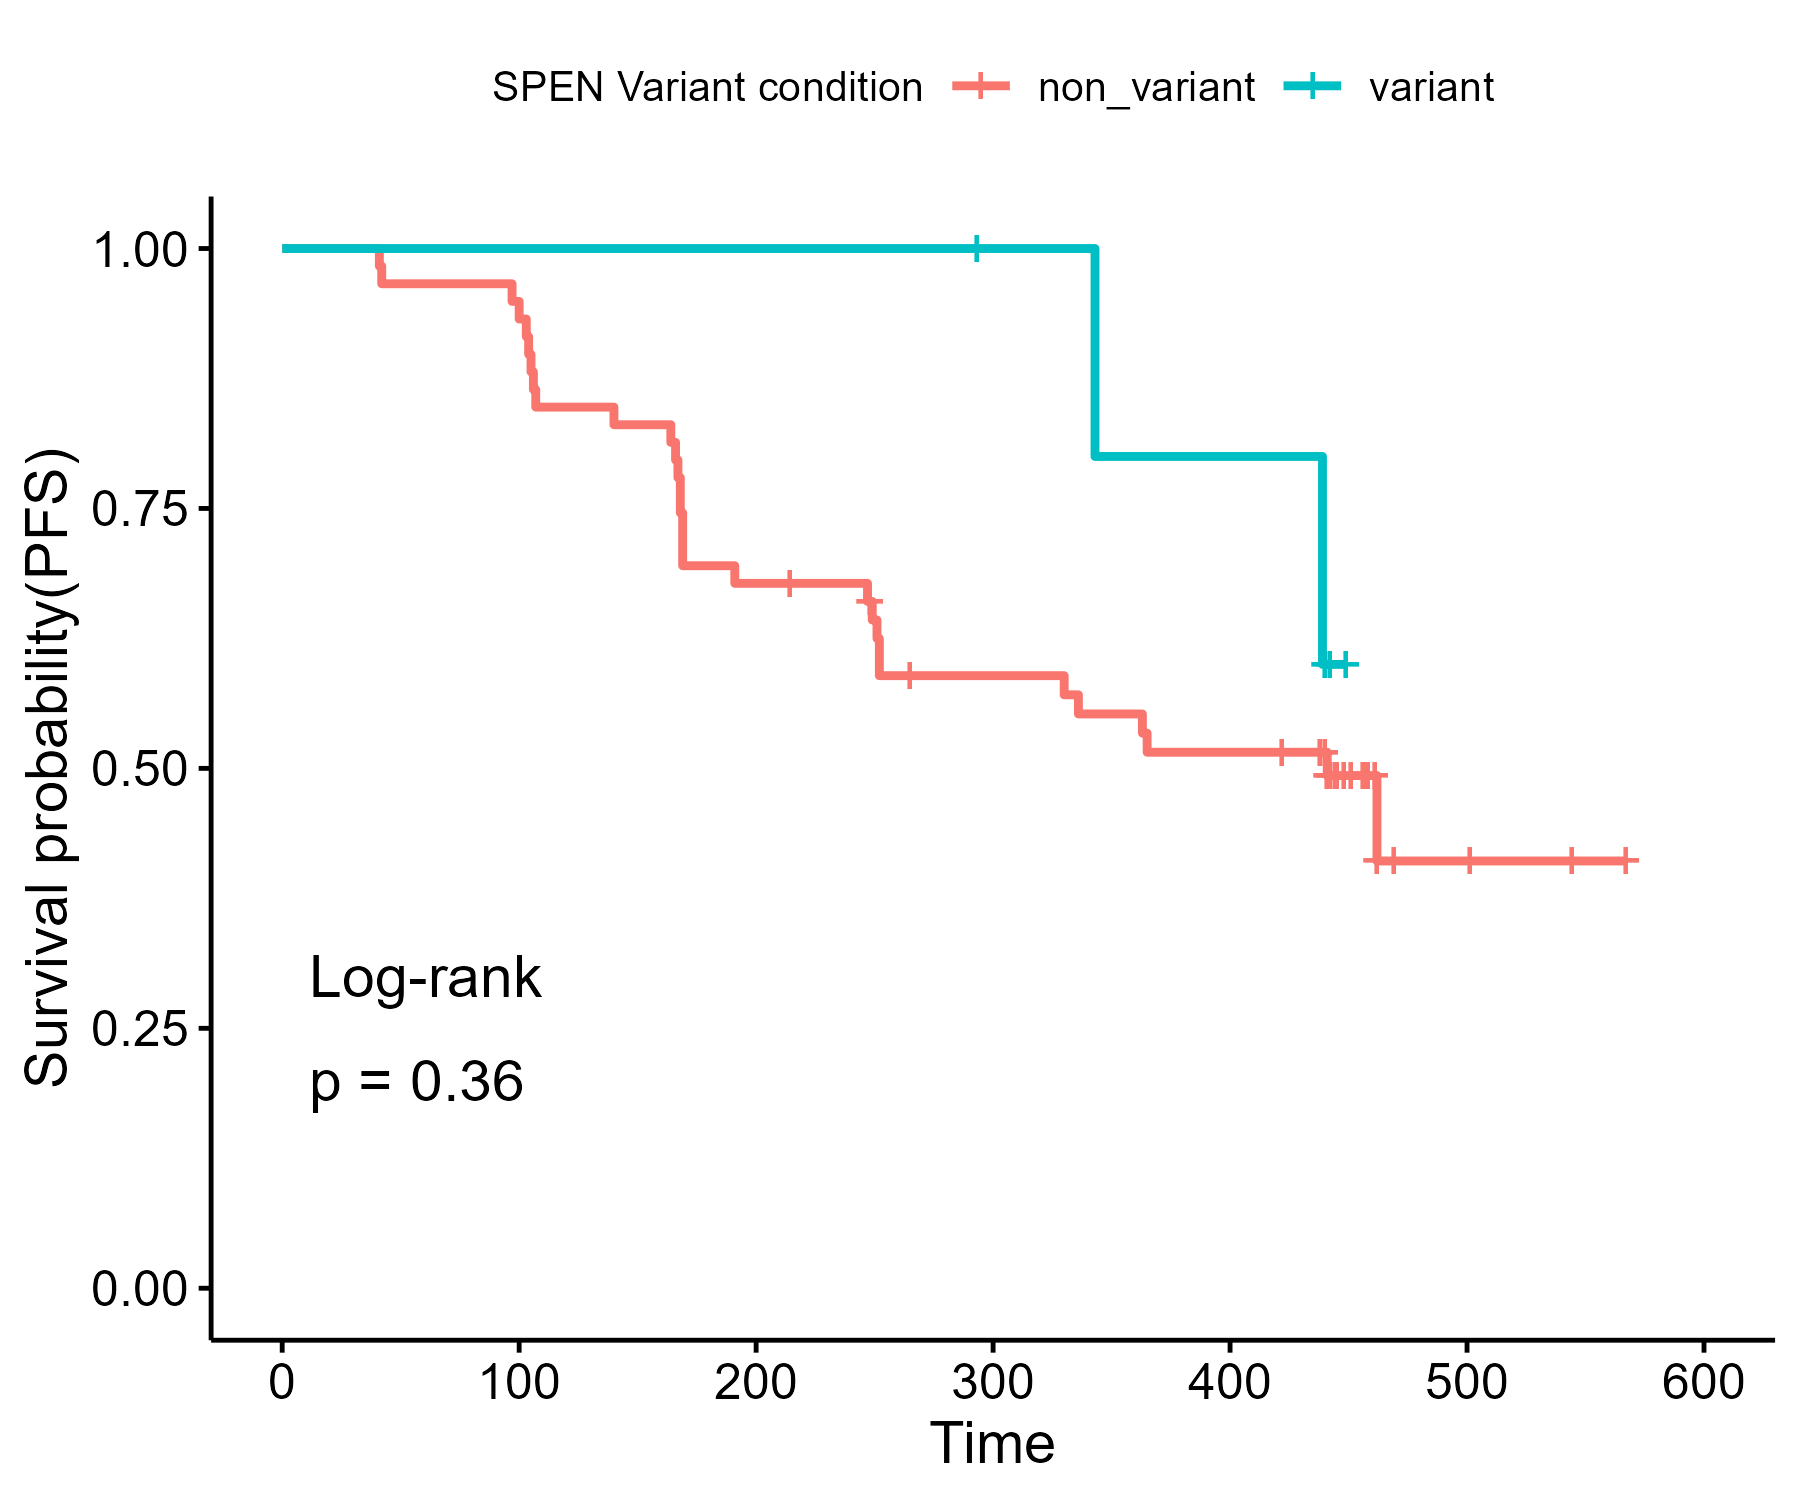 SPEN Variant condition non_variant variant
Survival probability(PFS)
1.00
0.75
0.50
0.25
0.00
Log-rank
p = 0.36
0 100 200 300 400 500 600
Time